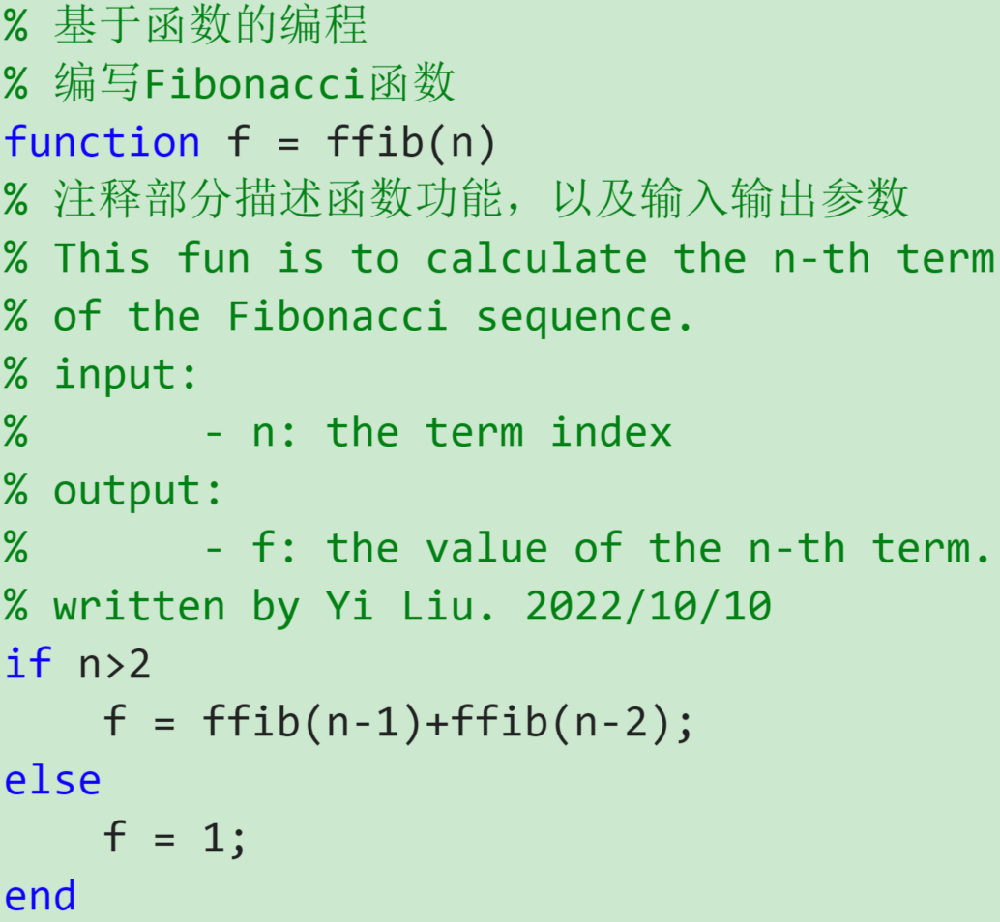 % 基于函数的编程
% 编写Fibonacci函数
function f = ffib(n)
% 注释部分描述函数功能，以及输入输出参数
% This fun is to calculate the n-th term
% of the Fibonacci sequence.
% input:
%       - n: the term index
% output:
%       - f: the value of the n-th term.
% written by Yi Liu. 2022/10/10
if n>2
    f = ffib(n-1)+ffib(n-2);
else
    f = 1;
end